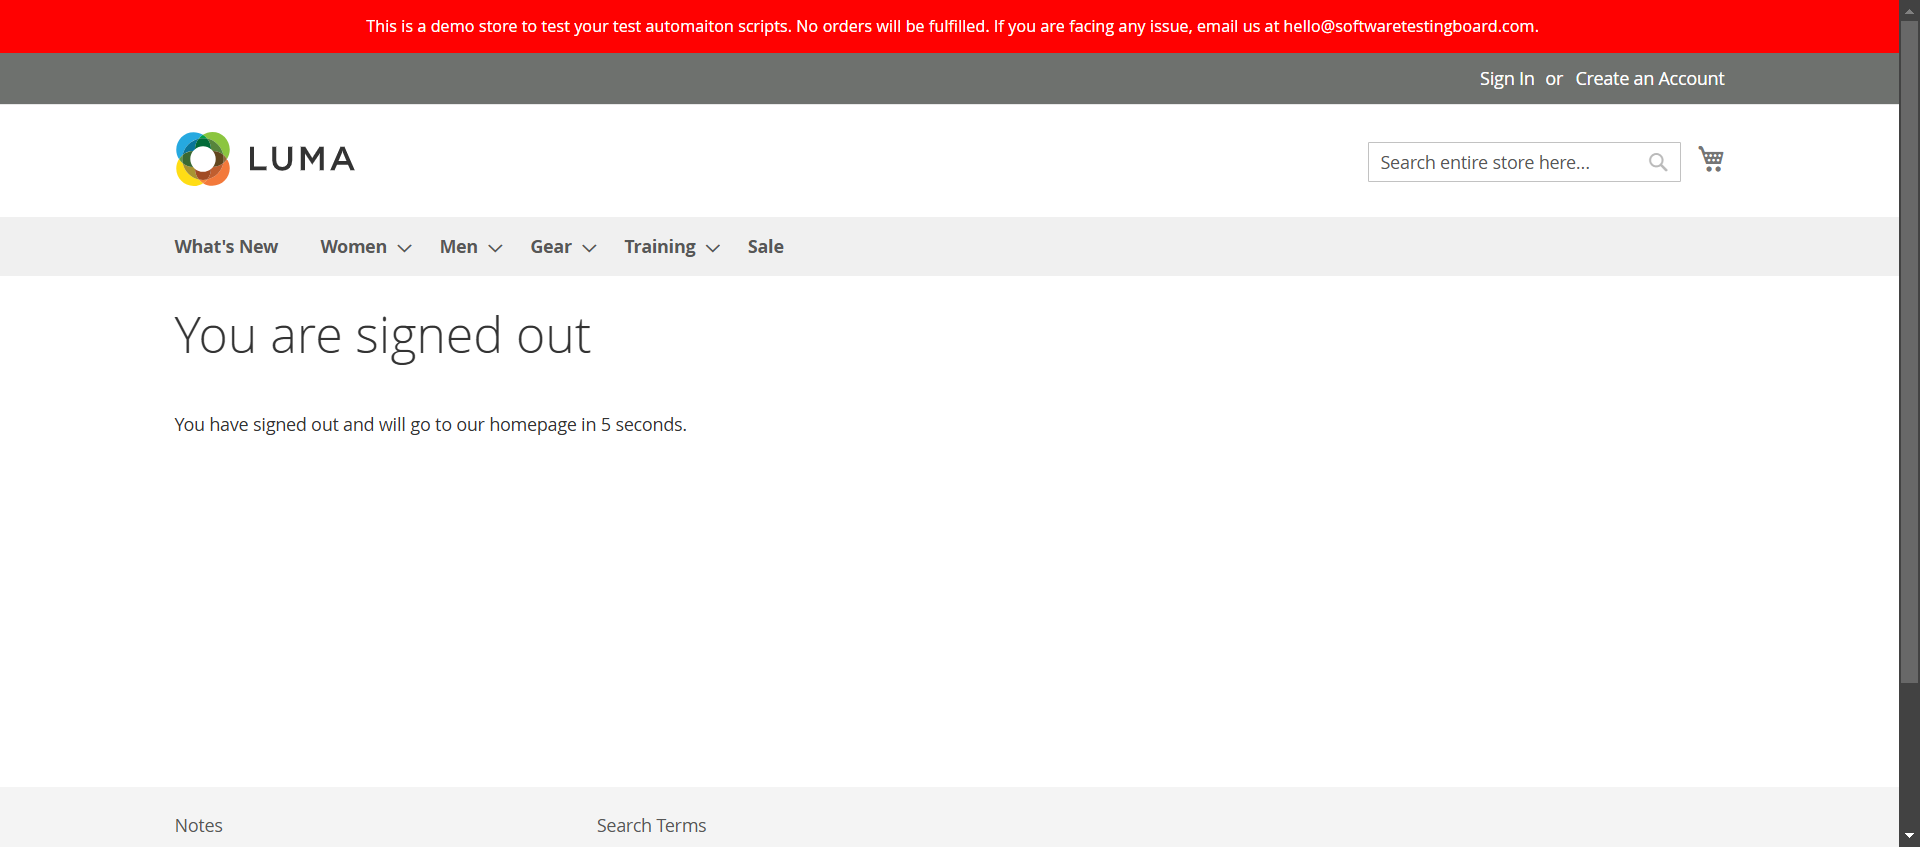 This is a demo store to test your test automaiton scripts. No orders will be fulfilled. If you are facing any issue, email us at hello@softwaretestingboard.com.
Sign In or Create an Account
LUMA
Search entire store here...
What's New Women Men Gear Training Sale
You are signed out
You have signed out and will go to our homepage in 5 seconds.
Notes Search Terms